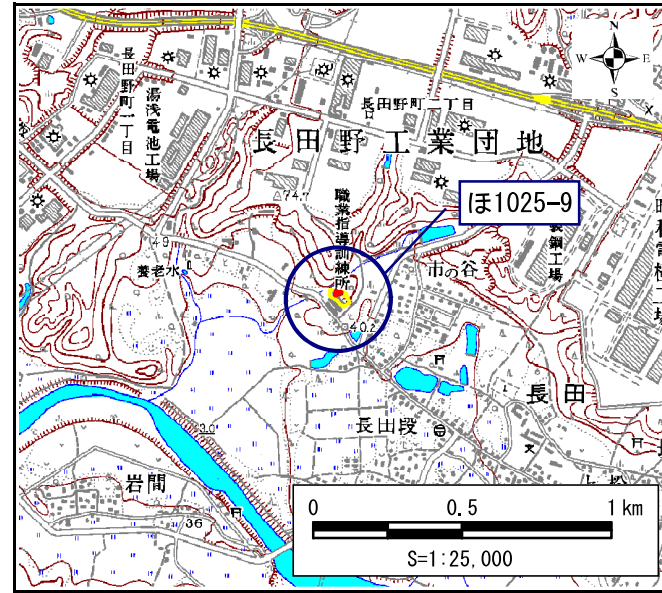 N
W E
S
長田野町一丁目
湯浅電池工場
長田野町二丁目
長田野工業団地
74.7
職業指導訓練所
ほ1025-9
49
養老水
市の谷
製鋼工場
40.2
長田
長山段
30
岩間
36
0 0.5 1km
S=1:25,000